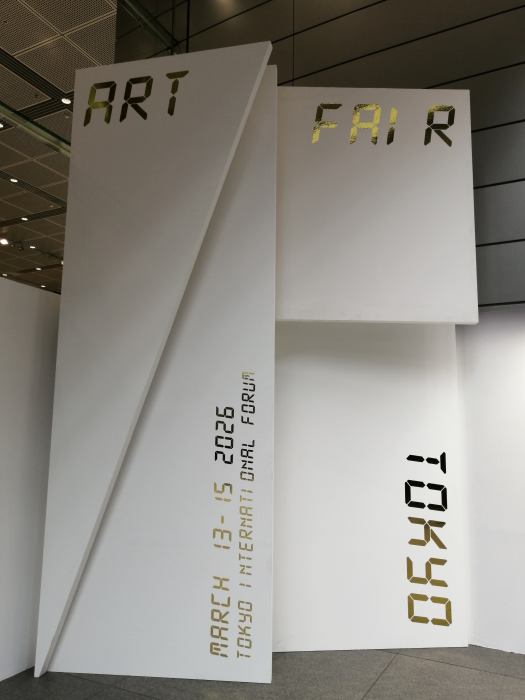 ART
FAIR
TOKYO
MARCH 13-15 2026
TOKYO INTERNATIONAL FORUM